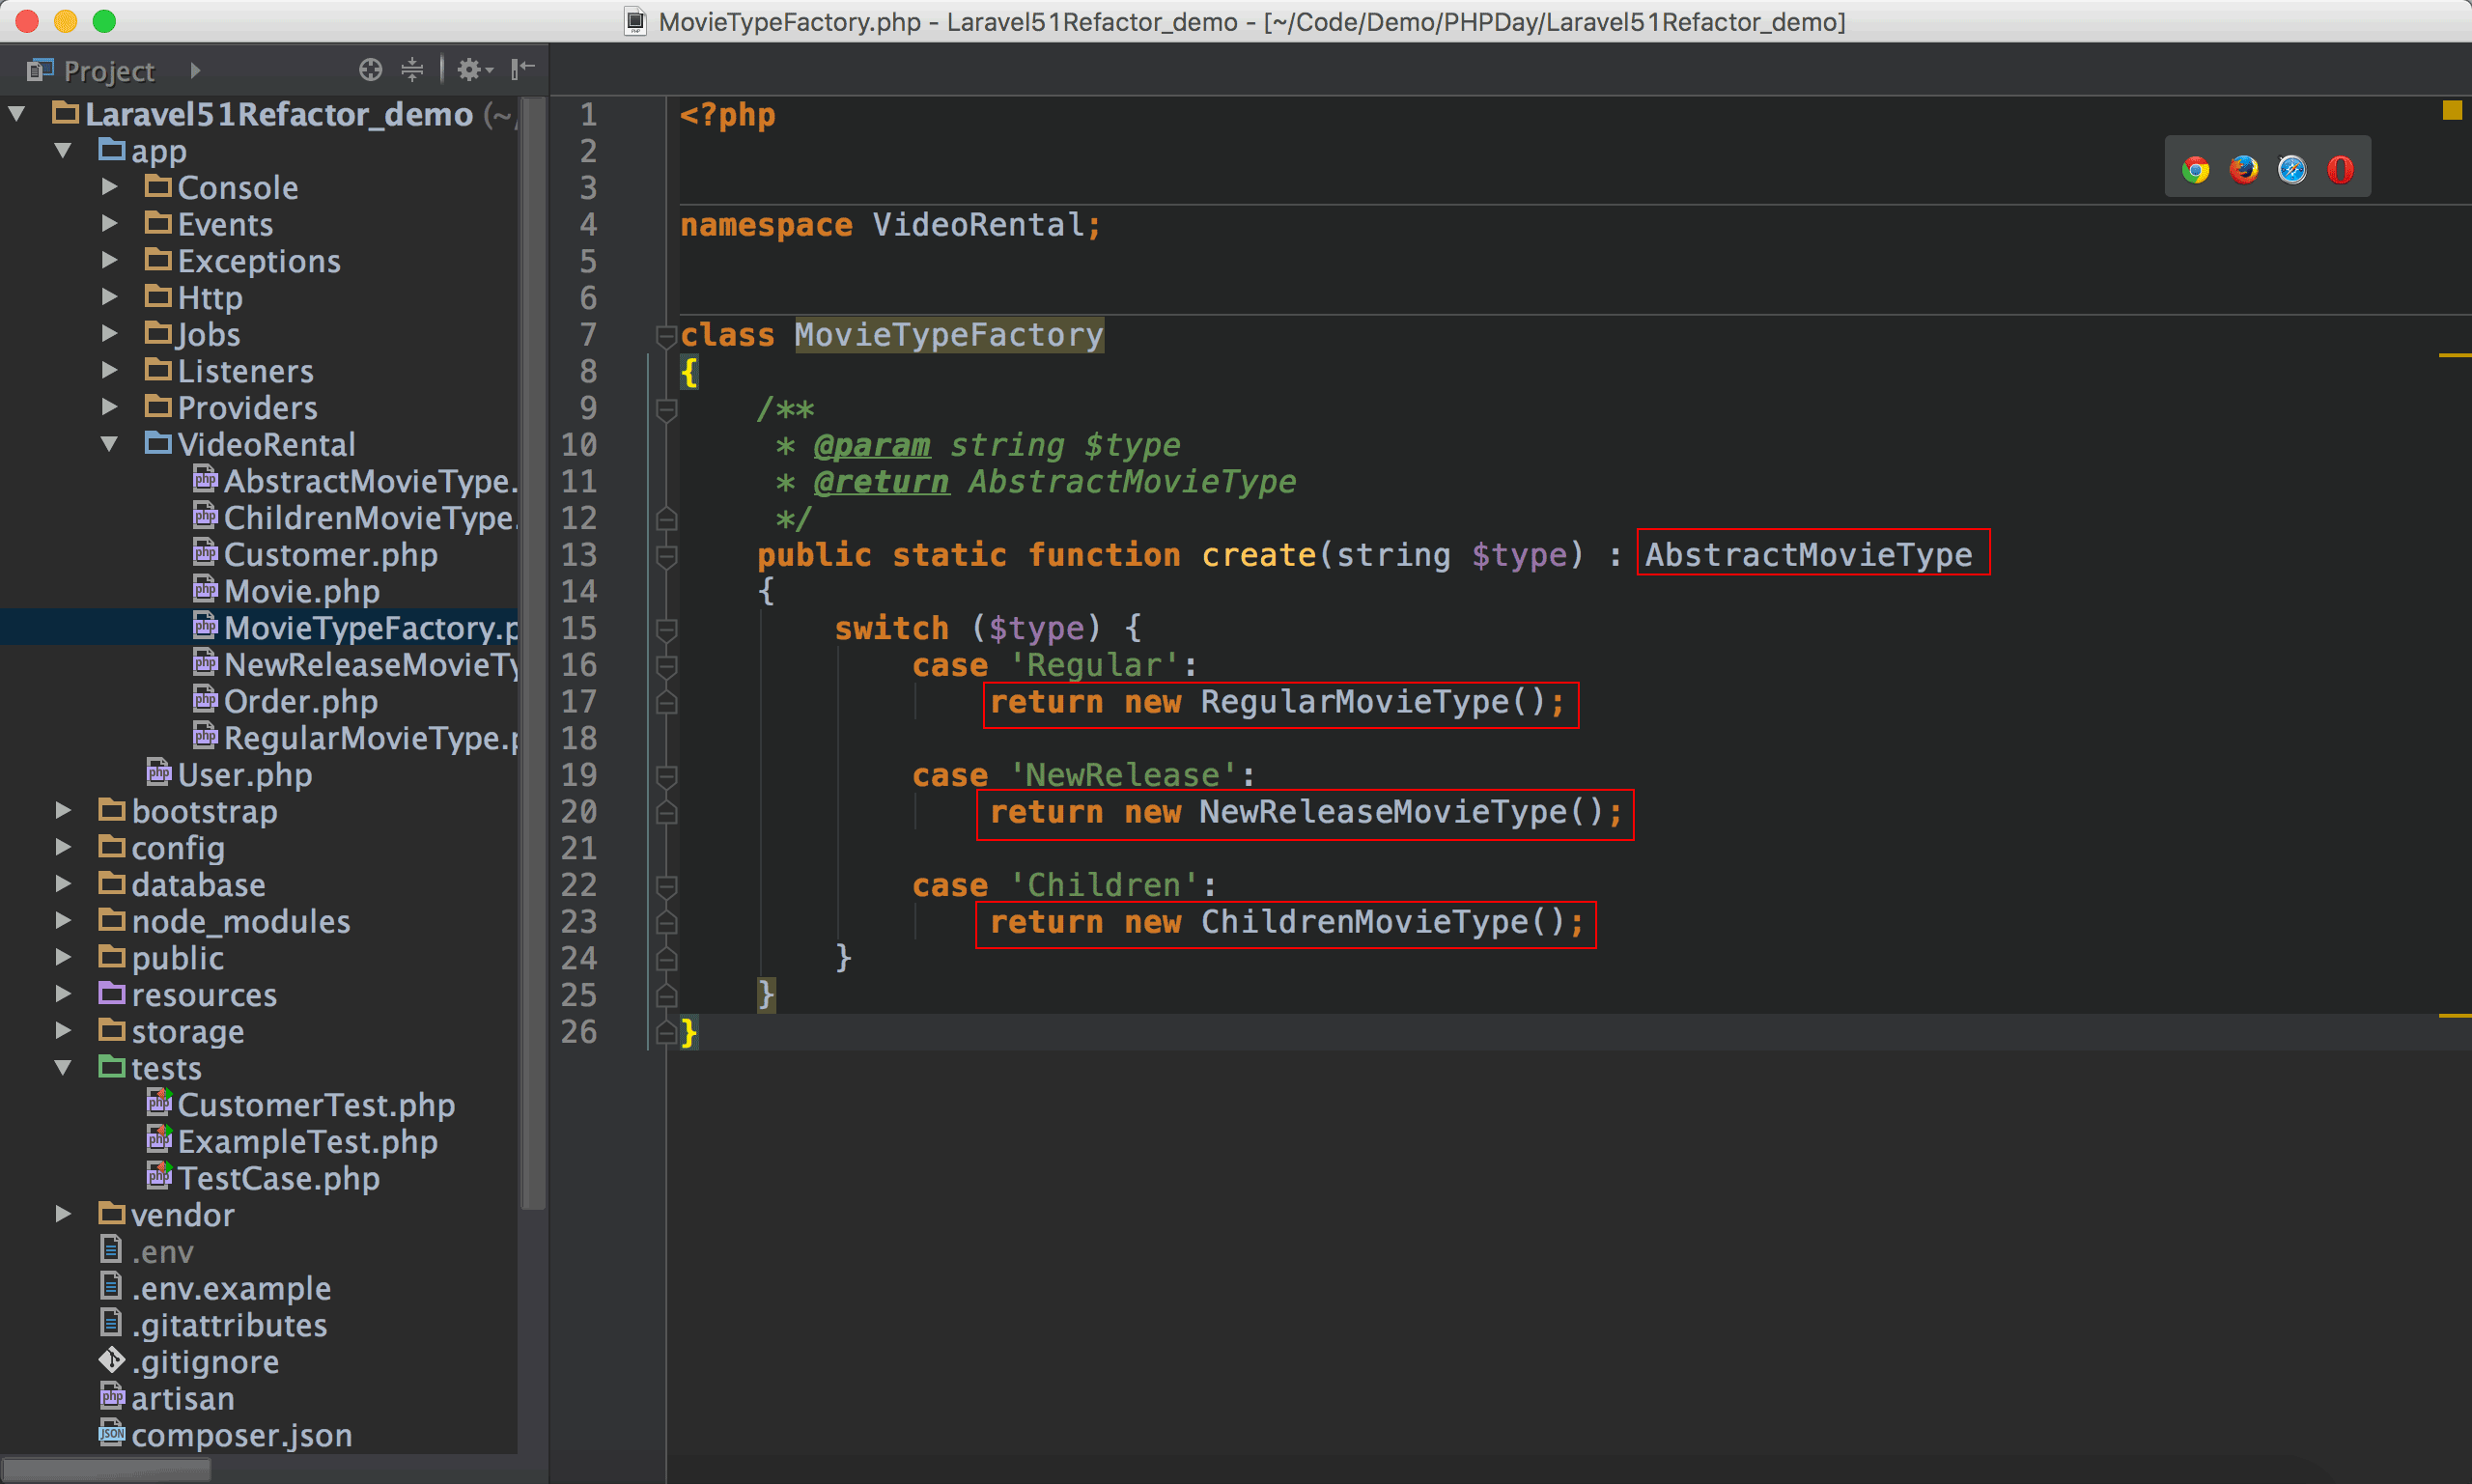 MovieTypeFactory.php - Laravel51Refactor_demo - [~/Code/Demo/PHPDay/Laravel51Refactor_demo]
Project
Laravel51Refactor_demo (~/
app
Console
Events
Exceptions
Http
Jobs
Listeners
Providers
VideoRental
AbstractMovieType.
ChildrenMovieType.
Customer.php
Movie.php
MovieTypeFactory.p
NewReleaseMovieTy
Order.php
RegularMovieType.p
User.php
bootstrap
config
database
node_modules
public
resources
storage
tests
CustomerTest.php
ExampleTest.php
TestCase.php
vendor
.env
.env.example
.gitattributes
.gitignore
artisan
composer.json
1 <?php
2
3
4 namespace VideoRental;
5
6
7 class MovieTypeFactory
8 {
9 /**
10 * @param string $type
11 * @return AbstractMovieType
12 */
13 public static function create(string $type) : AbstractMovieType
14 {
15 switch ($type) {
16 case 'Regular':
17 return new RegularMovieType();
18
19 case 'NewRelease':
20 return new NewReleaseMovieType();
21
22 case 'Children':
23 return new ChildrenMovieType();
24 }
25 }
26 }